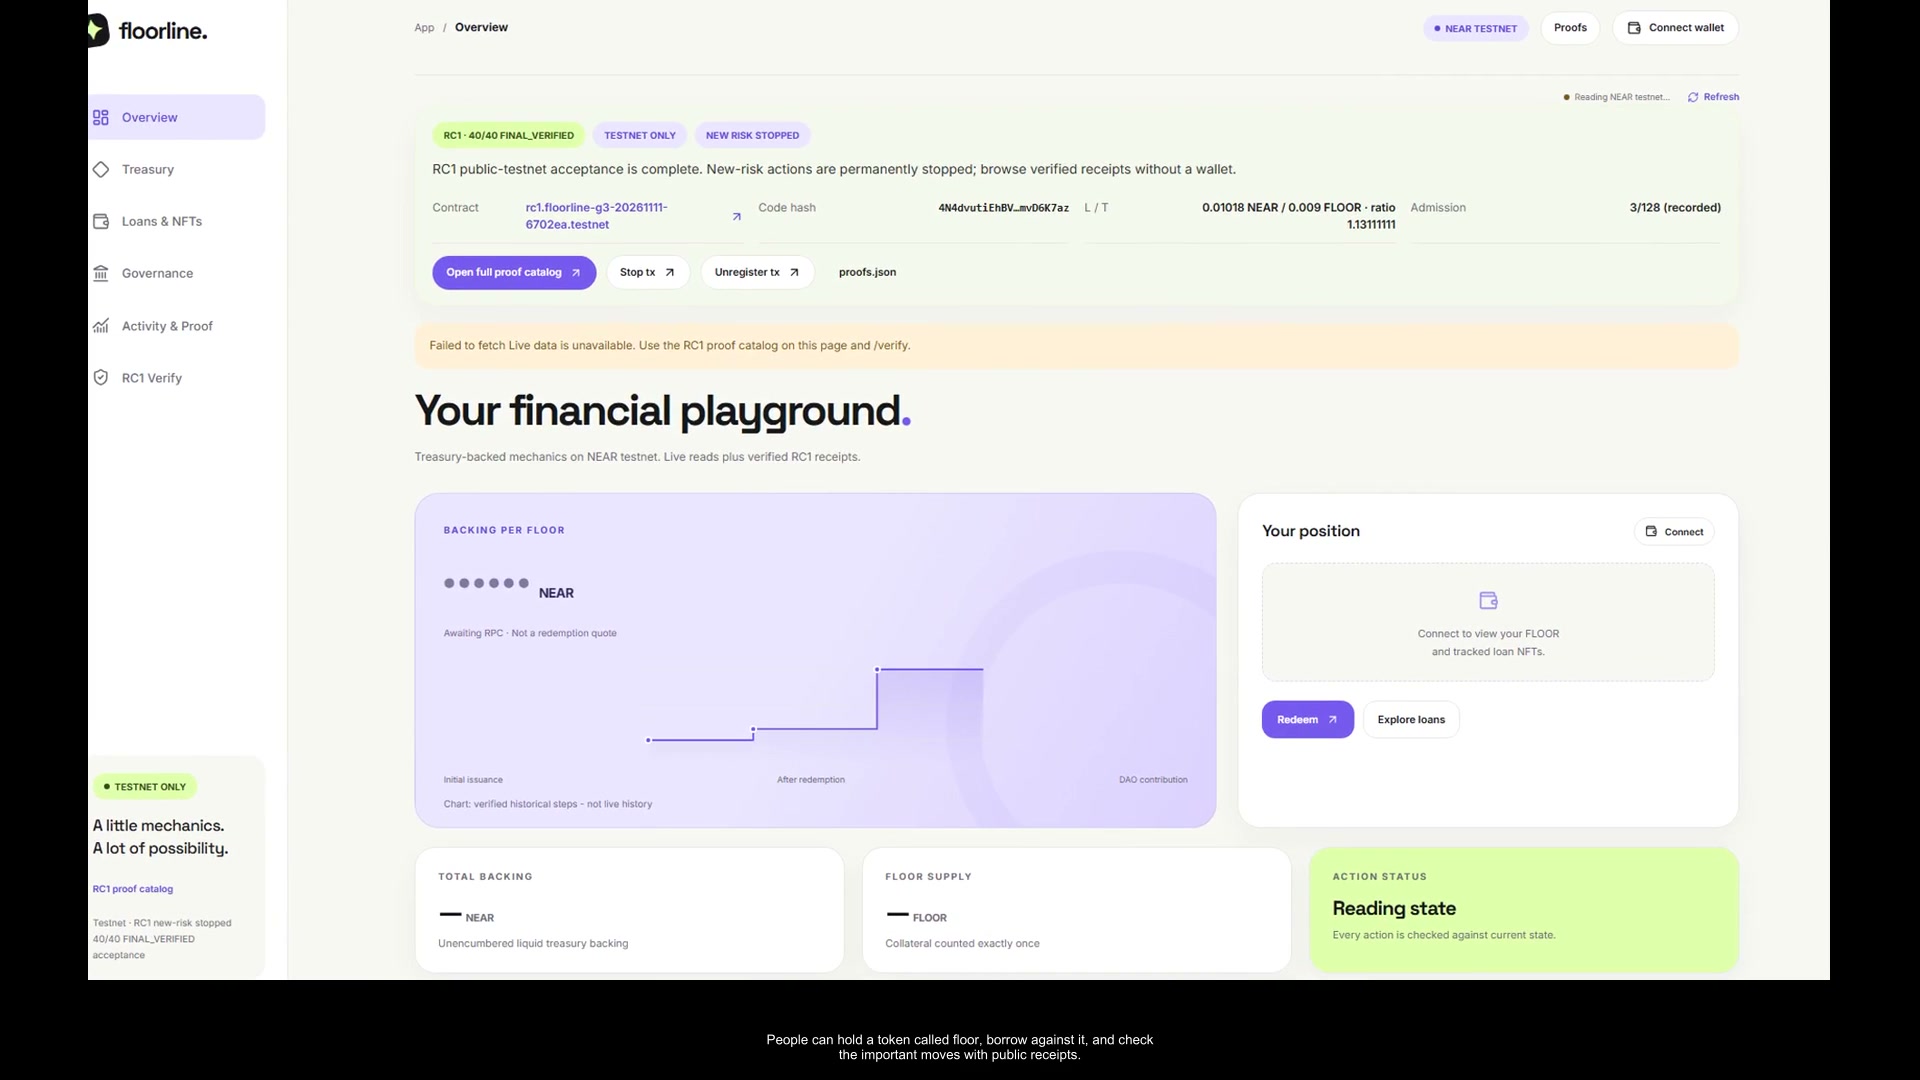 floorline.
App / Overview
NEAR TESTNET
Proofs
Connect wallet
Reading NEAR testnet...
Refresh
Overview
Treasury
Loans & NFTs
Governance
Activity & Proof
RC1 Verify
RC1 · 40/40 FINAL_VERIFIED
TESTNET ONLY
NEW RISK STOPPED
RC1 public-testnet acceptance is complete. New-risk actions are permanently stopped; browse verified receipts without a wallet.
Contract
rc1.floorline-g3-20261111-
6702ea.testnet
Code hash
4N4dvutiEhBV…mvD6K7az
L / T
0.01018 NEAR / 0.009 FLOOR · ratio
1.13111111
Admission
3/128 (recorded)
Open full proof catalog
Stop tx
Unregister tx
proofs.json
Failed to fetch Live data is unavailable. Use the RC1 proof catalog on this page and /verify.
Your financial playground.
Treasury-backed mechanics on NEAR testnet. Live reads plus verified RC1 receipts.
BACKING PER FLOOR
•••••• NEAR
Awaiting RPC · Not a redemption quote
Initial issuance
After redemption
DAO contribution
Chart: verified historical steps - not live history
Your position
Connect
Connect to view your FLOOR
and tracked loan NFTs.
Redeem
Explore loans
TOTAL BACKING
— NEAR
Unencumbered liquid treasury backing
FLOOR SUPPLY
— FLOOR
Collateral counted exactly once
ACTION STATUS
Reading state
Every action is checked against current state.
TESTNET ONLY
A little mechanics.
A lot of possibility.
RC1 proof catalog
Testnet · RC1 new-risk stopped
40/40 FINAL_VERIFIED
acceptance
People can hold a token called floor, borrow against it, and check
the important moves with public receipts.